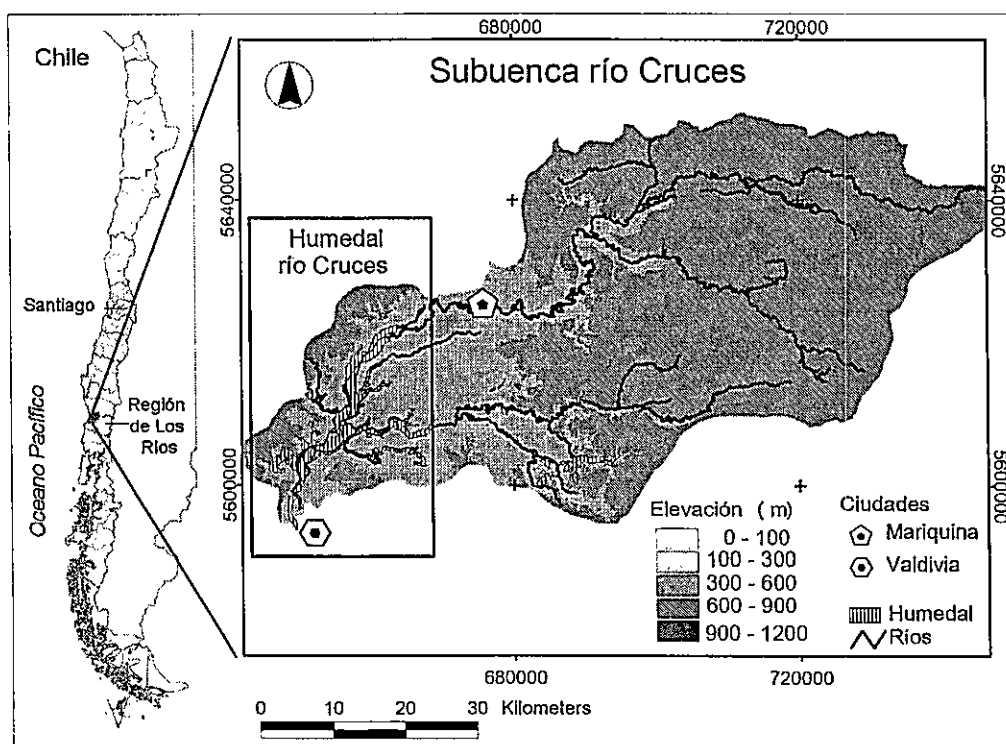 Chile
Santiago
Región
de Los
Ríos
Oceano Pacífico
680000
720000
Subuenca río Cruces
5640000
5640000
Humedal
río Cruces
5600000
5600000
Elevación ( m)
0 - 100
100 - 300
300 - 600
600 - 900
900 - 1200
Ciudades
Mariquina
Valdivia
Humedal
Ríos
680000
720000
0 10 20 30 Kilometers